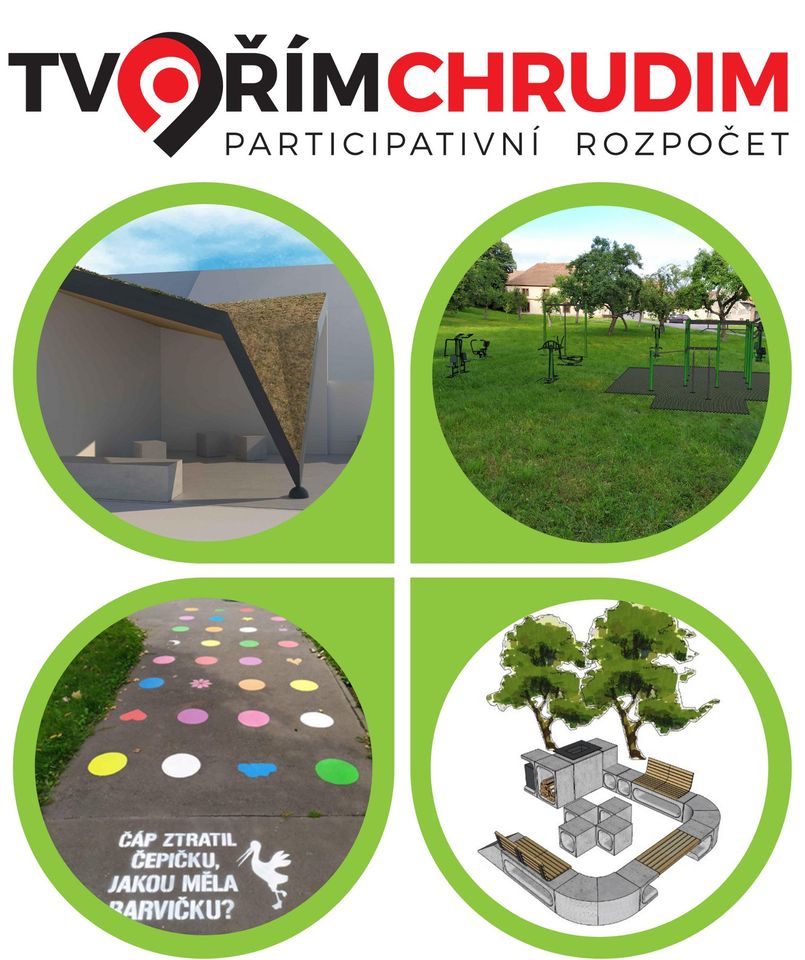 TVOŘÍMCHRUDIM
PARTICIPATIVNÍ ROZPOČET
ČÁP ZTRATIL
ČEPIČKU,
JAKOU MĚLA
BARVIČKU?